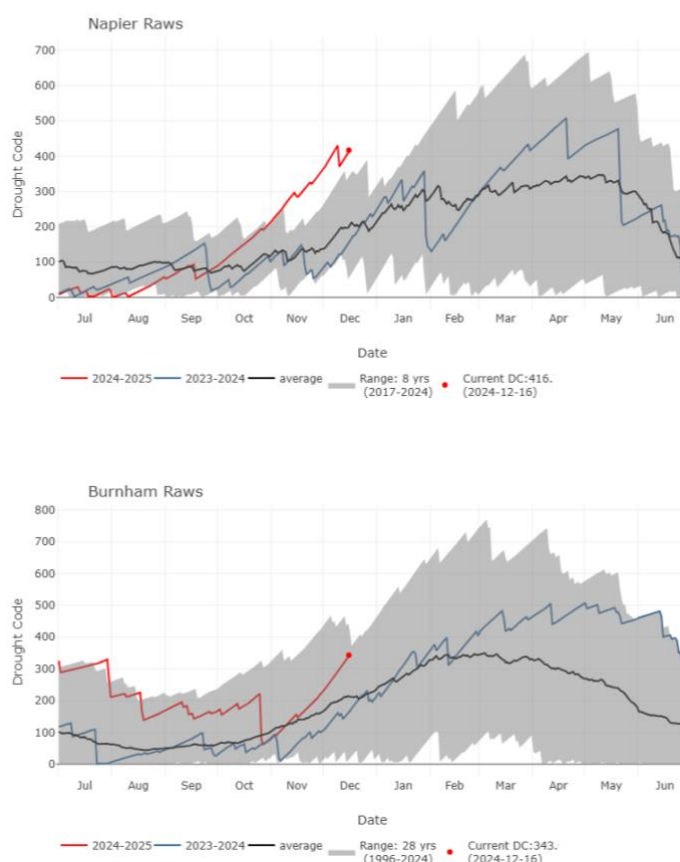 Napier Raws
700
600
500
400
300
200
100
0
Drought Code
Jul Aug Sep Oct Nov Dec Jan Feb Mar Apr May Jun
Date
2024-2025 2023-2024 average Range: 8 yrs Current DC:416.
(2017-2024) (2024-12-16)
Burnham Raws
800
700
600
500
400
300
200
100
0
Drought Code
Jul Aug Sep Oct Nov Dec Jan Feb Mar Apr May Jun
Date
2024-2025 2023-2024 average Range: 28 yrs Current DC:343.
(1996-2024) (2024-12-16)